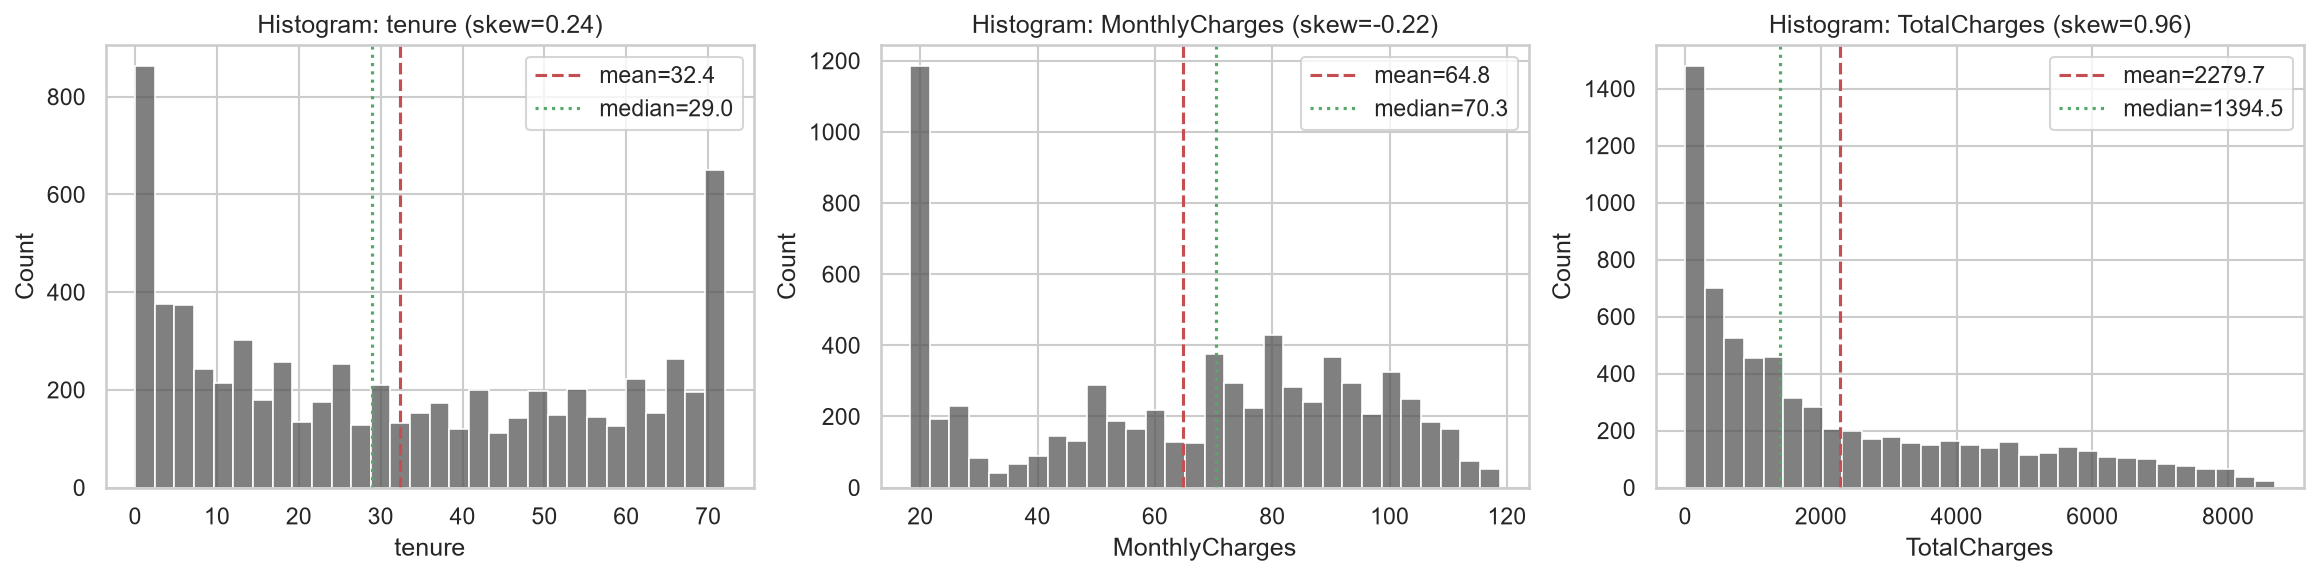 Histogram: tenure (skew=0.24)
mean=32.4
median=29.0
800
600
400
200
0
Count
0 10 20 30 40 50 60 70
tenure
Histogram: MonthlyCharges (skew=-0.22)
mean=64.8
median=70.3
1200
1000
800
600
400
200
0
Count
20 40 60 80 100 120
MonthlyCharges
Histogram: TotalCharges (skew=0.96)
mean=2279.7
median=1394.5
1400
1200
1000
800
600
400
200
0
Count
0 2000 4000 6000 8000
TotalCharges